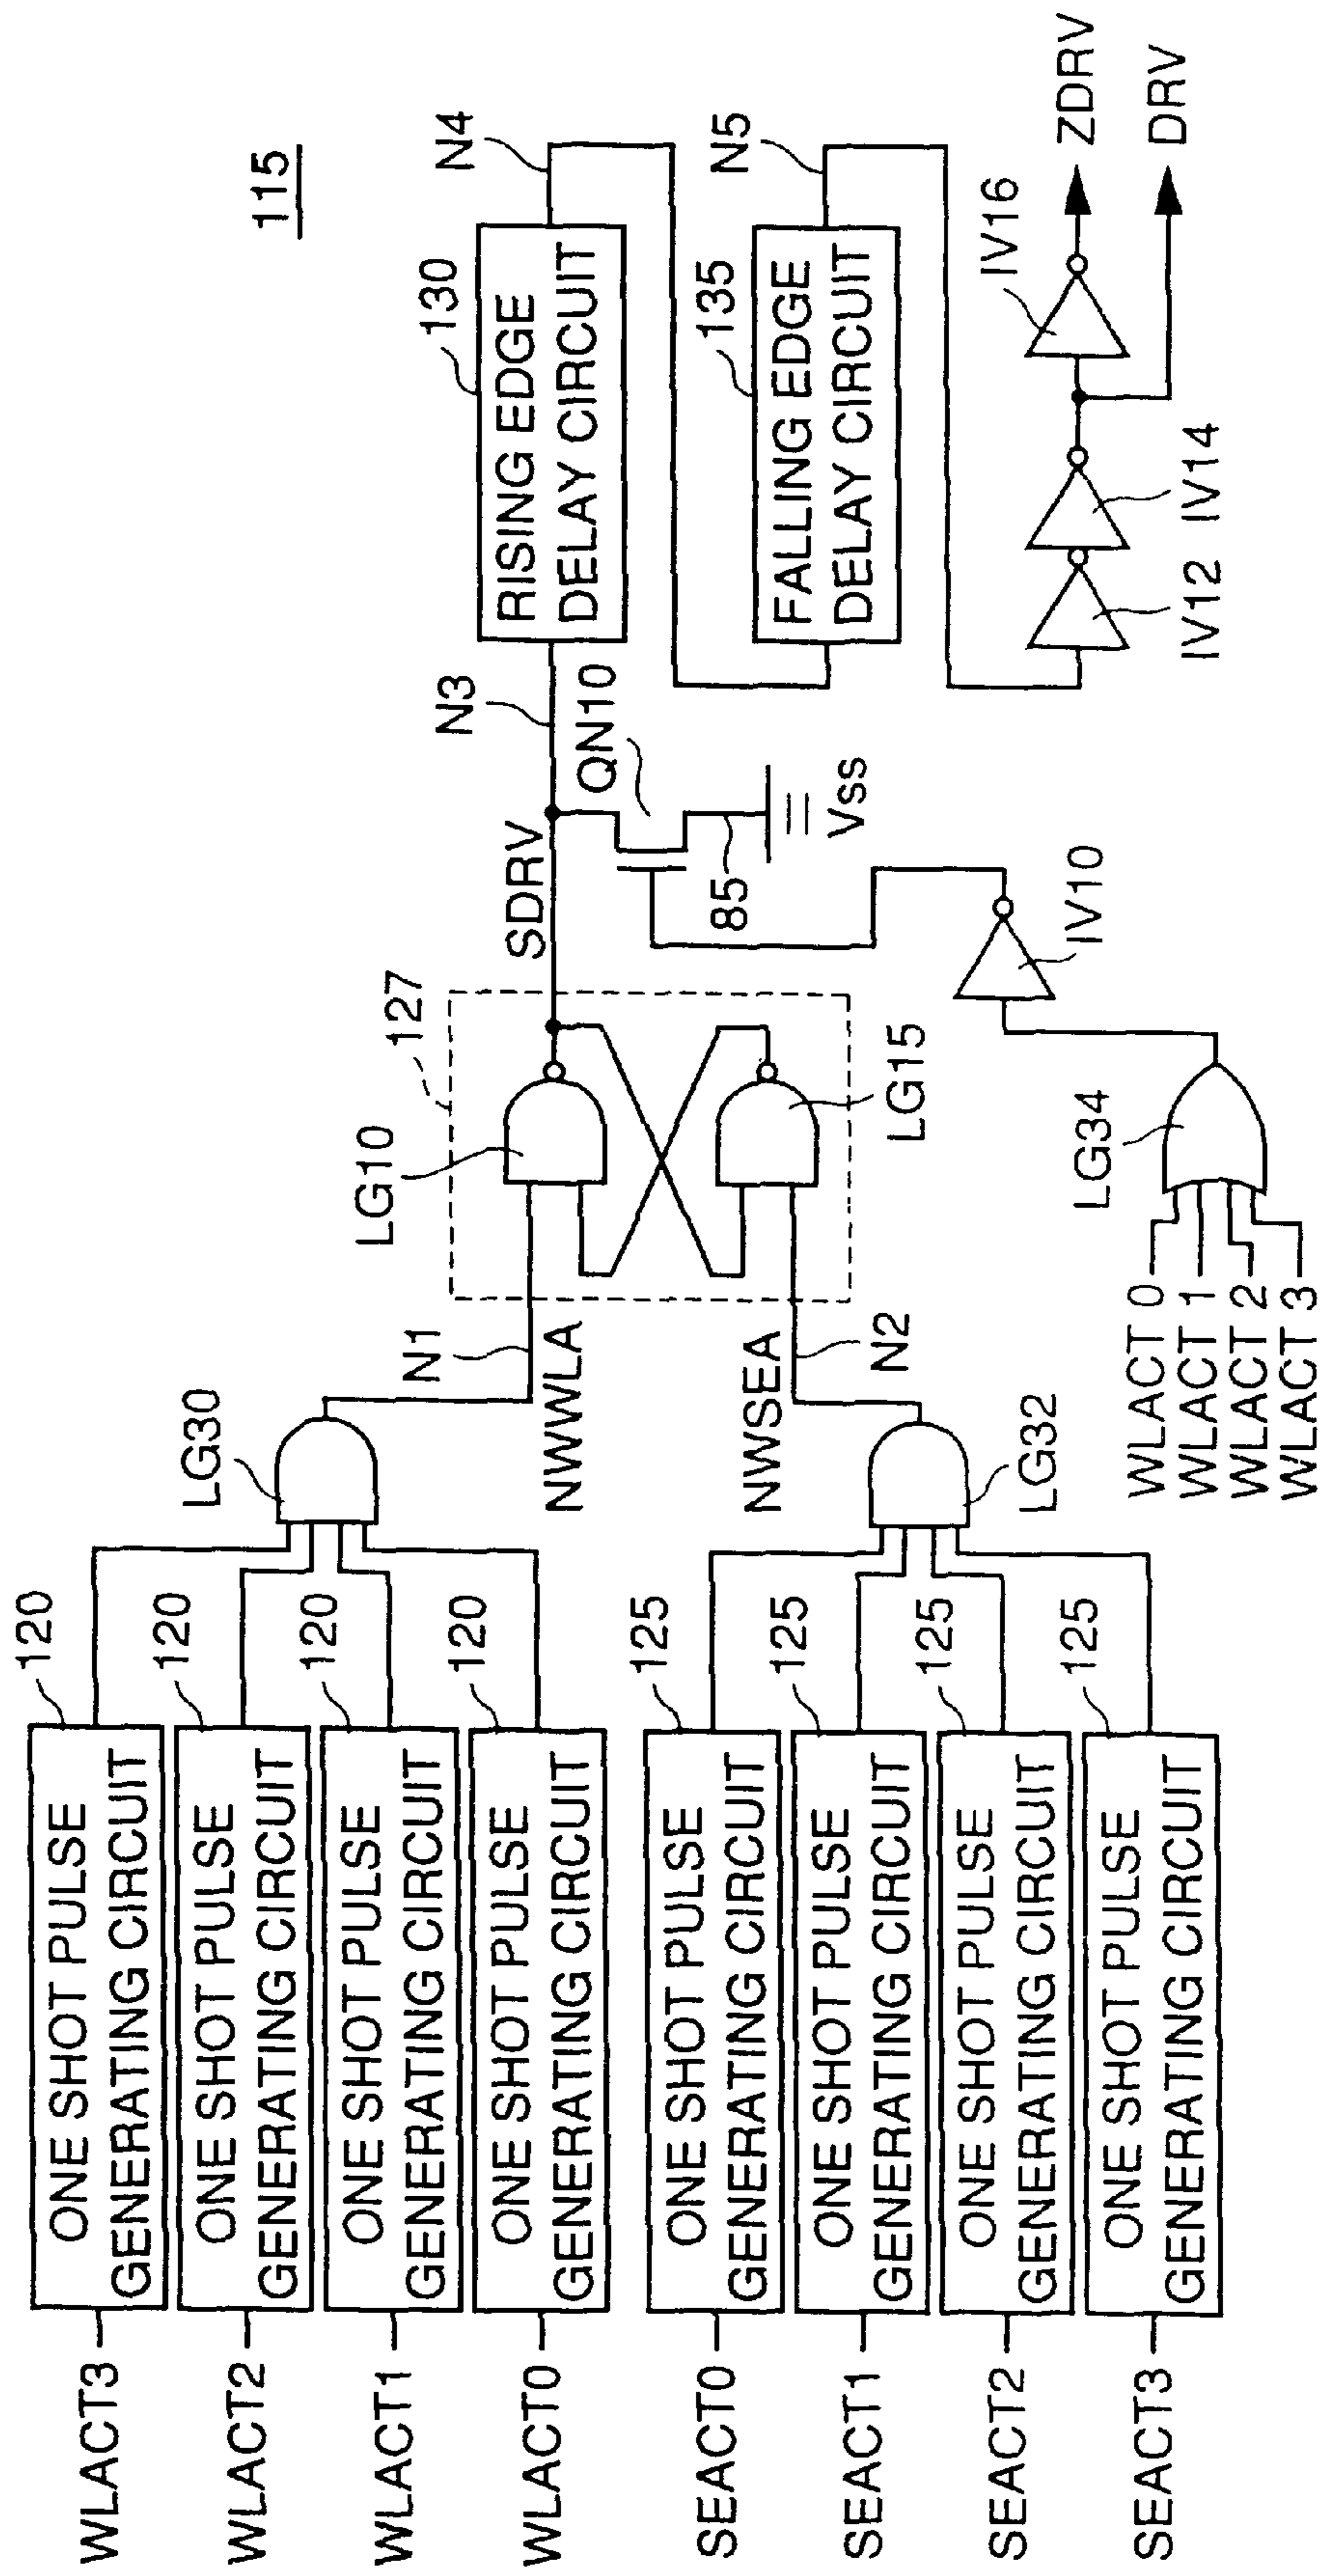 115
WLACT3
ONE SHOT PULSE
GENERATING CIRCUIT
120
WLACT2
ONE SHOT PULSE
GENERATING CIRCUIT
120
WLACT1
ONE SHOT PULSE
GENERATING CIRCUIT
120
WLACT0
ONE SHOT PULSE
GENERATING CIRCUIT
120
SEACT0
ONE SHOT PULSE
GENERATING CIRCUIT
125
SEACT1
ONE SHOT PULSE
GENERATING CIRCUIT
125
SEACT2
ONE SHOT PULSE
GENERATING CIRCUIT
125
SEACT3
ONE SHOT PULSE
GENERATING CIRCUIT
125
LG30
N1
NWWLA
LG32
NWSEA
N2
LG10
127
LG15
SDRV
N3
QN10
85
Vss
WLACT 0
WLACT 1
WLACT 2
WLACT 3
LG34
IV10
130
RISING EDGE
DELAY CIRCUIT
N4
135
FALLING EDGE
DELAY CIRCUIT
N5
IV12
IV14
IV16
ZDRV
DRV